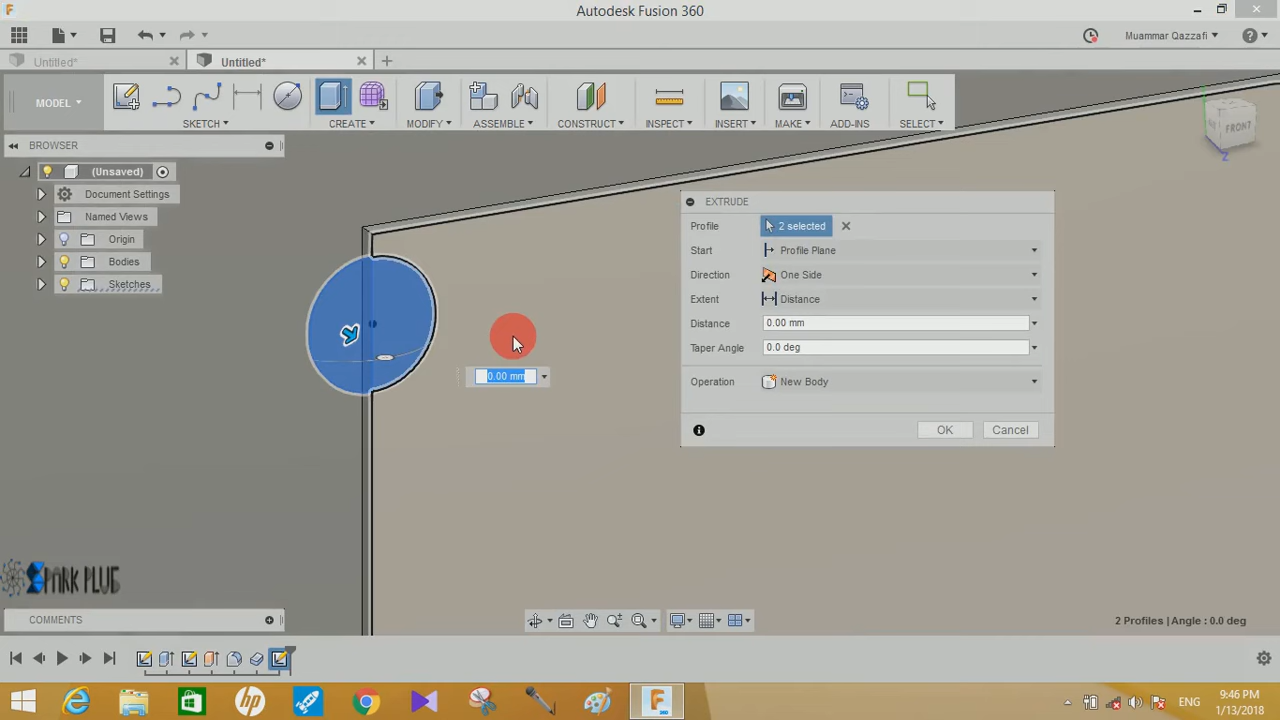 Autodesk Fusion 360
Muammar Qazzafi
Untitled*
Untitled*
MODEL
SKETCH
CREATE
MODIFY
ASSEMBLE
CONSTRUCT
INSPECT
INSERT
MAKE
ADD-INS
SELECT
BROWSER
(Unsaved)
Document Settings
Named Views
Origin
Bodies
Sketches
FRONT
Z
EXTRUDE
Profile 2 selected
Start Profile Plane
Direction One Side
Extent Distance
Distance 0.00 mm
Taper Angle 0.0 deg
Operation New Body
OK Cancel
0.00 mm
SPARK PLUG
COMMENTS
2 Profiles | Angle : 0.0 deg
ENG
9:46 PM
1/13/2018